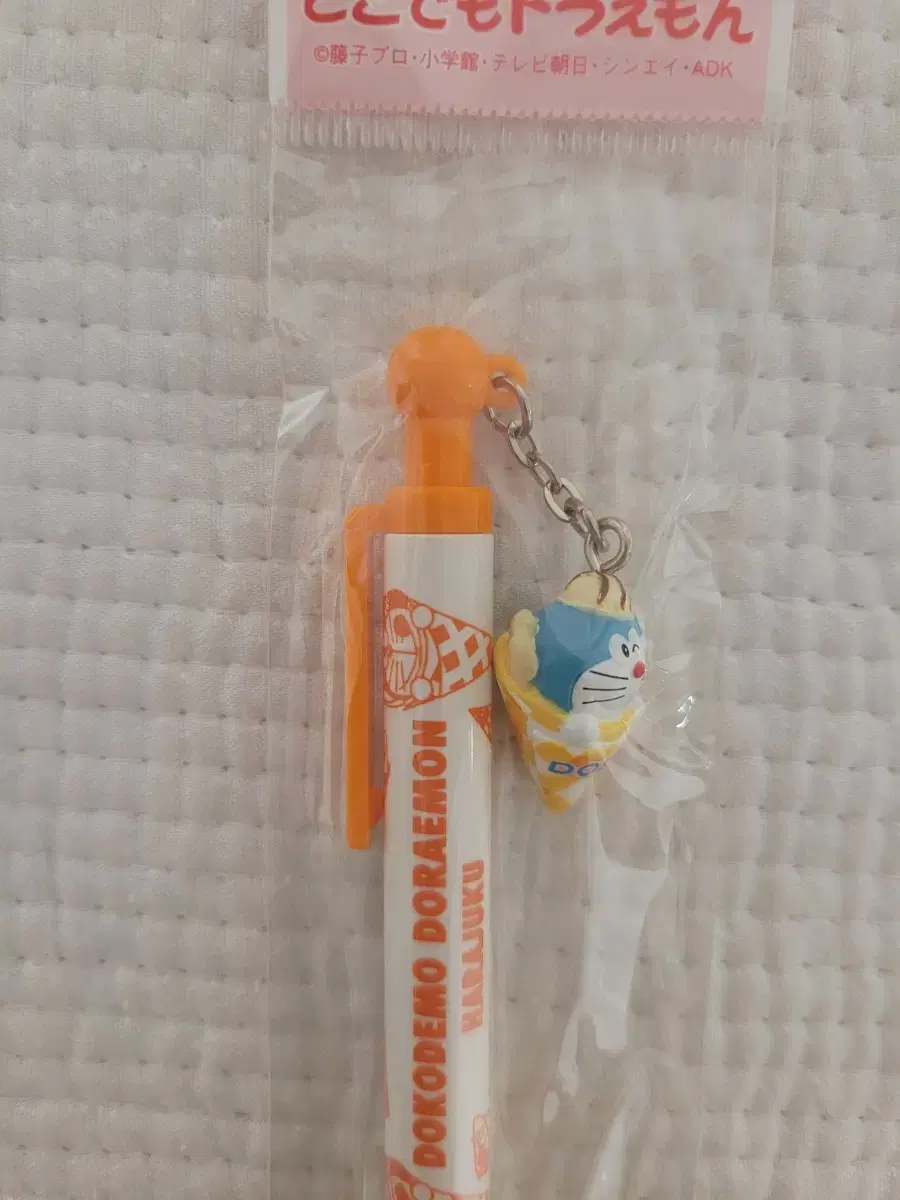 どこでもドラえもん
©藤子プロ・小学館・テレビ朝日・シンエイ・ADK
DOKODEMO DORAEMON
HARAJUKU
DO